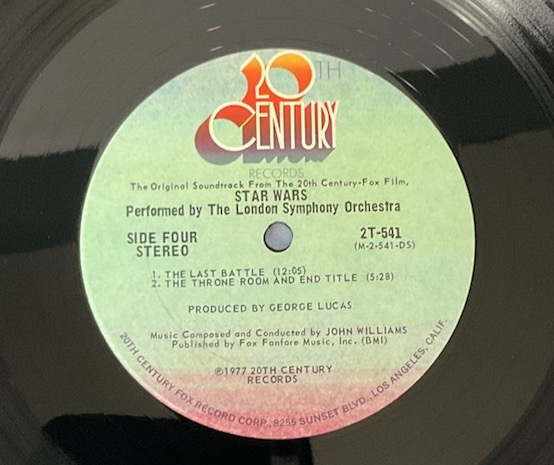 20TH
CENTURY
RECORDS
The Original Soundtrack From The 20th Century-Fox Film,
STAR WARS
Performed by The London Symphony Orchestra
SIDE FOUR
STEREO
2T-541
(M-2-541-DS)
1. THE LAST BATTLE (12:05)
2. THE THRONE ROOM AND END TITLE (5:28)
PRODUCED BY GEORGE LUCAS
Music Composed and Conducted by JOHN WILLIAMS
Published by Fox Fanfare Music, Inc. (BMI)
℗1977 20TH CENTURY
RECORDS
20TH CENTURY FOX RECORD CORP., 8255 SUNSET BLVD., LOS ANGELES, CALIF.